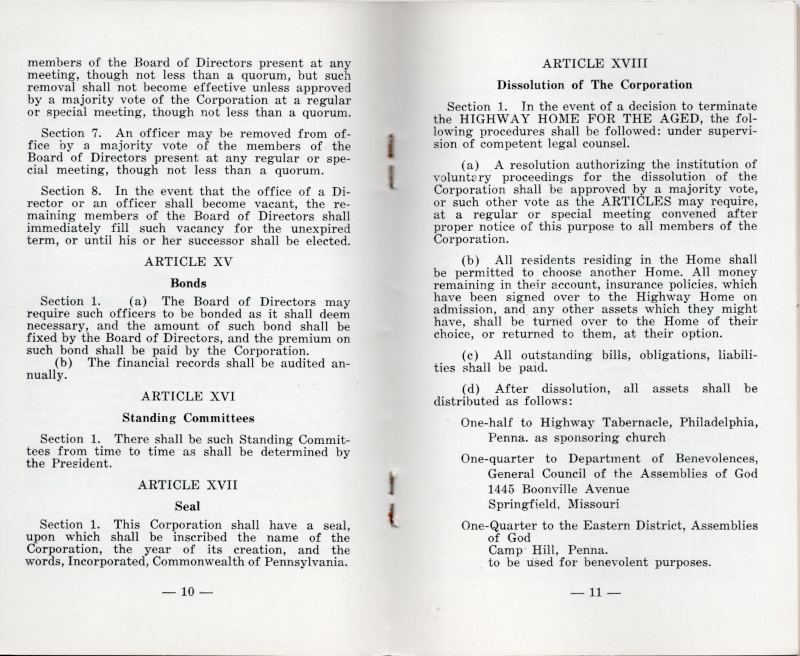 members of the Board of Directors present at any
meeting, though not less than a quorum, but such
removal shall not become effective unless approved
by a majority vote of the Corporation at a regular
or special meeting, though not less than a quorum.
Section 7. An officer may be removed from of-
fice by a majority vote of the members of the
Board of Directors present at any regular or spe-
cial meeting, though not less than a quorum.
Section 8. In the event that the office of a Di-
rector or an officer shall become vacant, the re-
maining members of the Board of Directors shall
immediately fill such vacancy for the unexpired
term, or until his or her successor shall be elected.
ARTICLE XV
Bonds
Section 1. (a) The Board of Directors may
require such officers to be bonded as it shall deem
necessary, and the amount of such bond shall be
fixed by the Board of Directors, and the premium on
such bond shall be paid by the Corporation.
(b) The financial records shall be audited an-
nually.
ARTICLE XVI
Standing Committees
Section 1. There shall be such Standing Commit-
tees from time to time as shall be determined by
the President.
ARTICLE XVII
Seal
Section 1. This Corporation shall have a seal,
upon which shall be inscribed the name of the
Corporation, the year of its creation, and the
words, Incorporated, Commonwealth of Pennsylvania.
— 10 —
ARTICLE XVIII
Dissolution of The Corporation
Section 1. In the event of a decision to terminate
the HIGHWAY HOME FOR THE AGED, the fol-
lowing procedures shall be followed: under supervi-
sion of competent legal counsel.
(a) A resolution authorizing the institution of
voluntary proceedings for the dissolution of the
Corporation shall be approved by a majority vote,
or such other vote as the ARTICLES may require,
at a regular or special meeting convened after
proper notice of this purpose to all members of the
Corporation.
(b) All residents residing in the Home shall
be permitted to choose another Home. All money
remaining in their account, insurance policies, which
have been signed over to the Highway Home on
admission, and any other assets which they might
have, shall be turned over to the Home of their
choice, or returned to them, at their option.
(c) All outstanding bills, obligations, liabili-
ties shall be paid.
(d) After dissolution, all assets shall be
distributed as follows:
One-half to Highway Tabernacle, Philadelphia,
Penna. as sponsoring church
One-quarter to Department of Benevolences,
General Council of the Assemblies of God
1445 Boonville Avenue
Springfield, Missouri
One-Quarter to the Eastern District, Assemblies
of God
Camp Hill, Penna.
to be used for benevolent purposes.
— 11 —